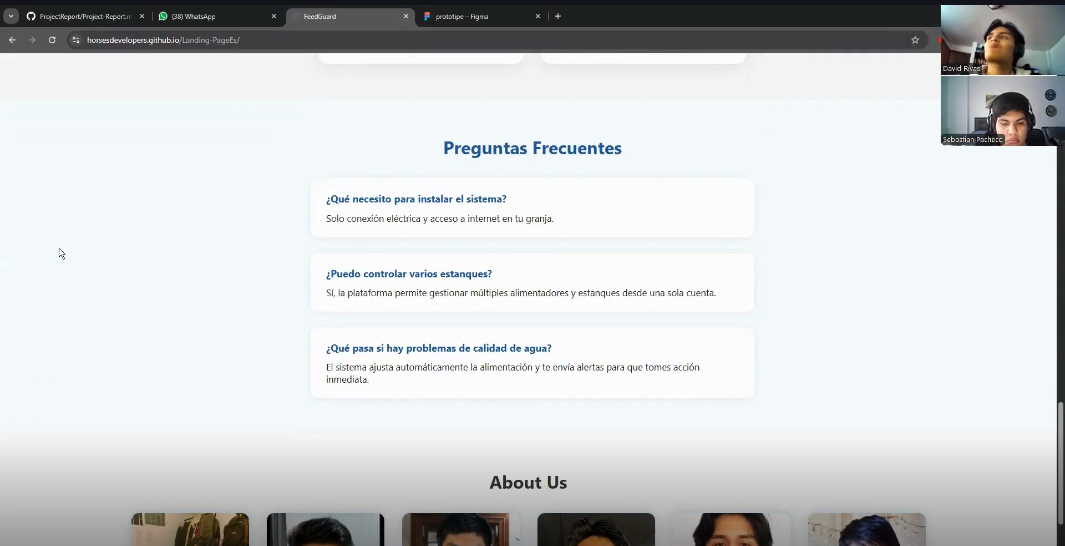 ProjectReport/Project-Report.m
(38) WhatsApp
FeedGuard
prototipe – Figma
horsesdevelopers.github.io/Landing-PageEs/
David Rivas
Sebastian Pacheco
Preguntas Frecuentes
¿Qué necesito para instalar el sistema?
Solo conexión eléctrica y acceso a internet en tu granja.
¿Puedo controlar varios estanques?
Sí, la plataforma permite gestionar múltiples alimentadores y estanques desde una sola cuenta.
¿Qué pasa si hay problemas de calidad de agua?
El sistema ajusta automáticamente la alimentación y te envía alertas para que tomes acción
inmediata.
About Us